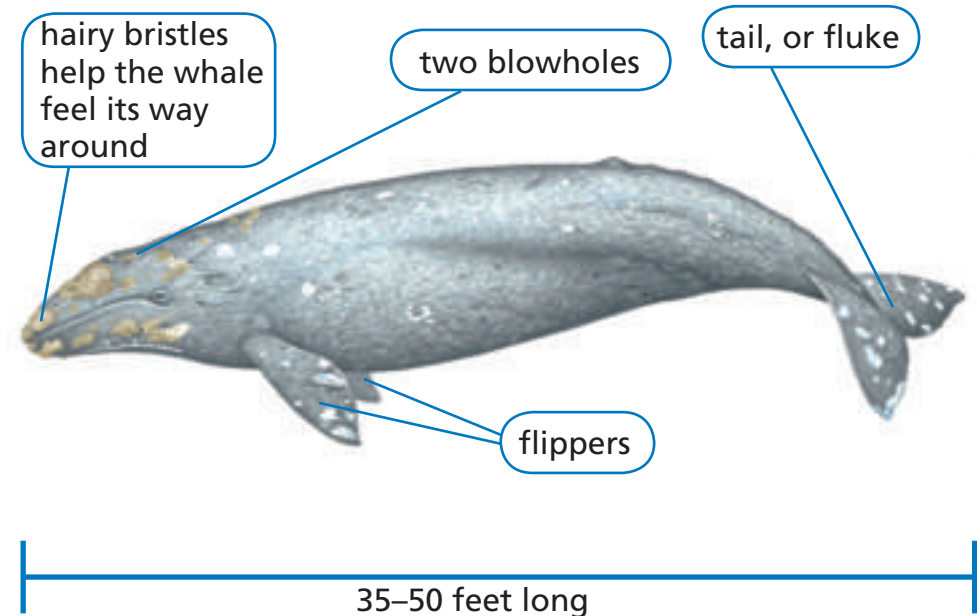 hairy bristles
help the whale
feel its way
around
two blowholes
tail, or fluke
flippers
35–50 feet long